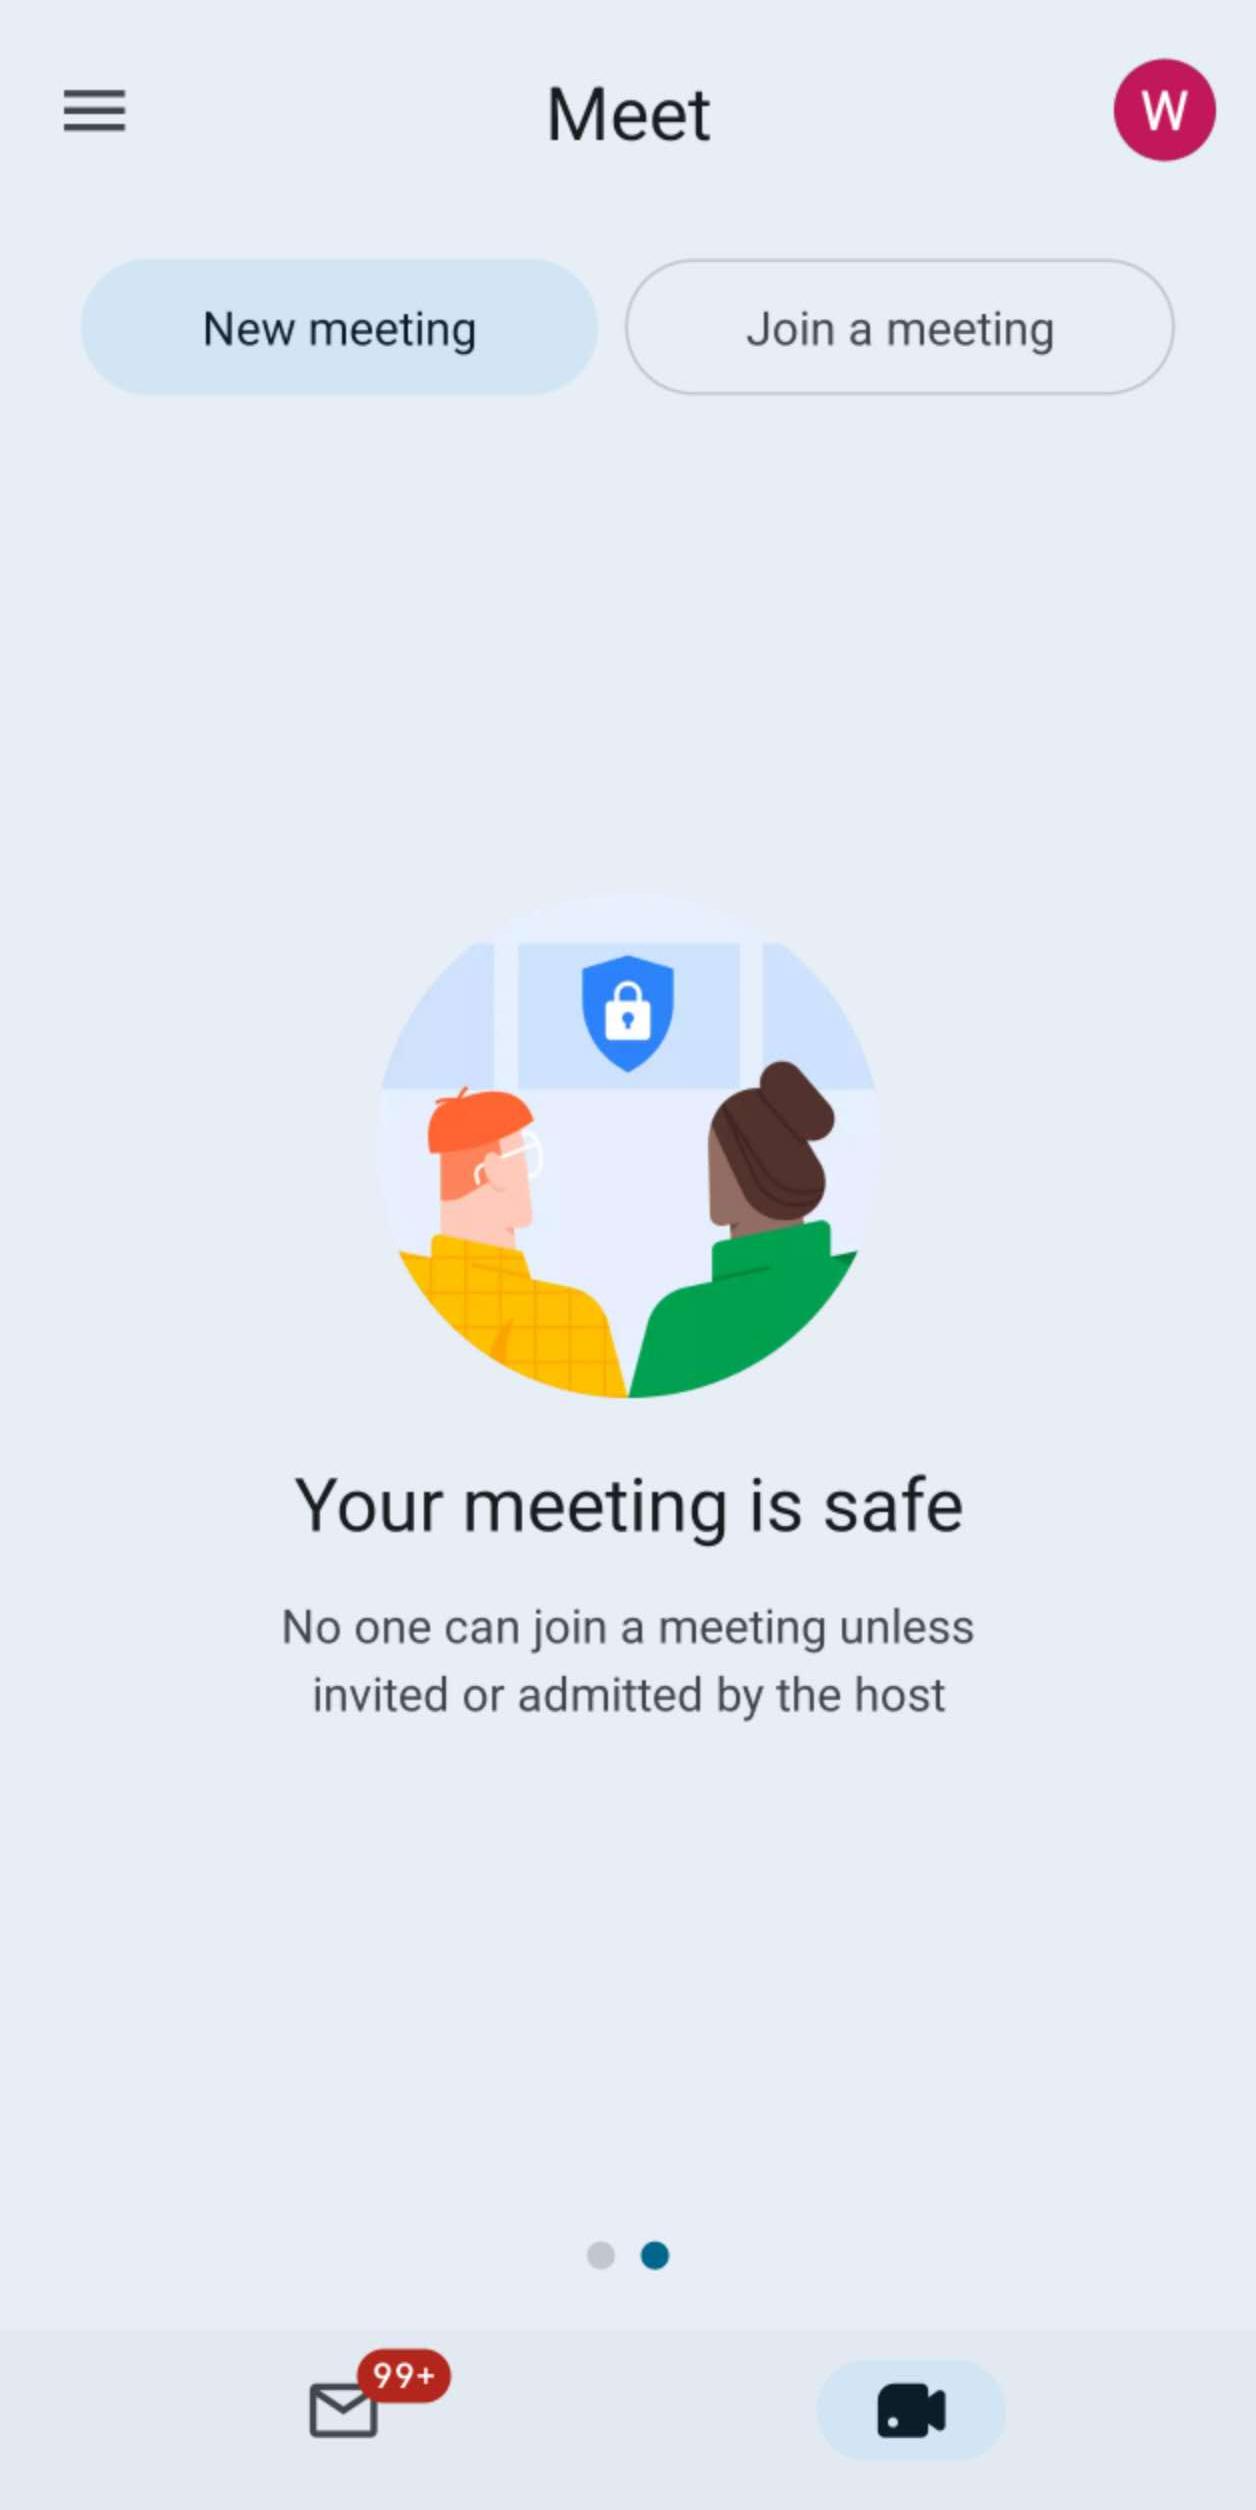 Meet
W
New meeting
Join a meeting
Your meeting is safe
No one can join a meeting unless
invited or admitted by the host
99+